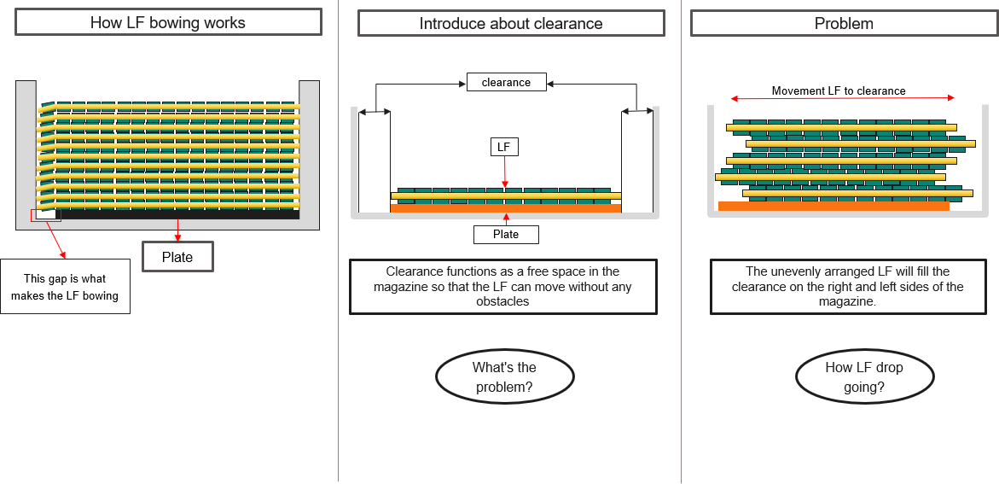 How LF bowing works
Plate
This gap is what
makes the LF bowing
Introduce about clearance
clearance
LF
Plate
Clearance functions as a free space in the
magazine so that the LF can move without any
obstacles
What's the
problem?
Problem
Movement LF to clearance
The unevenly arranged LF will fill the
clearance on the right and left sides of the
magazine.
How LF drop
going?